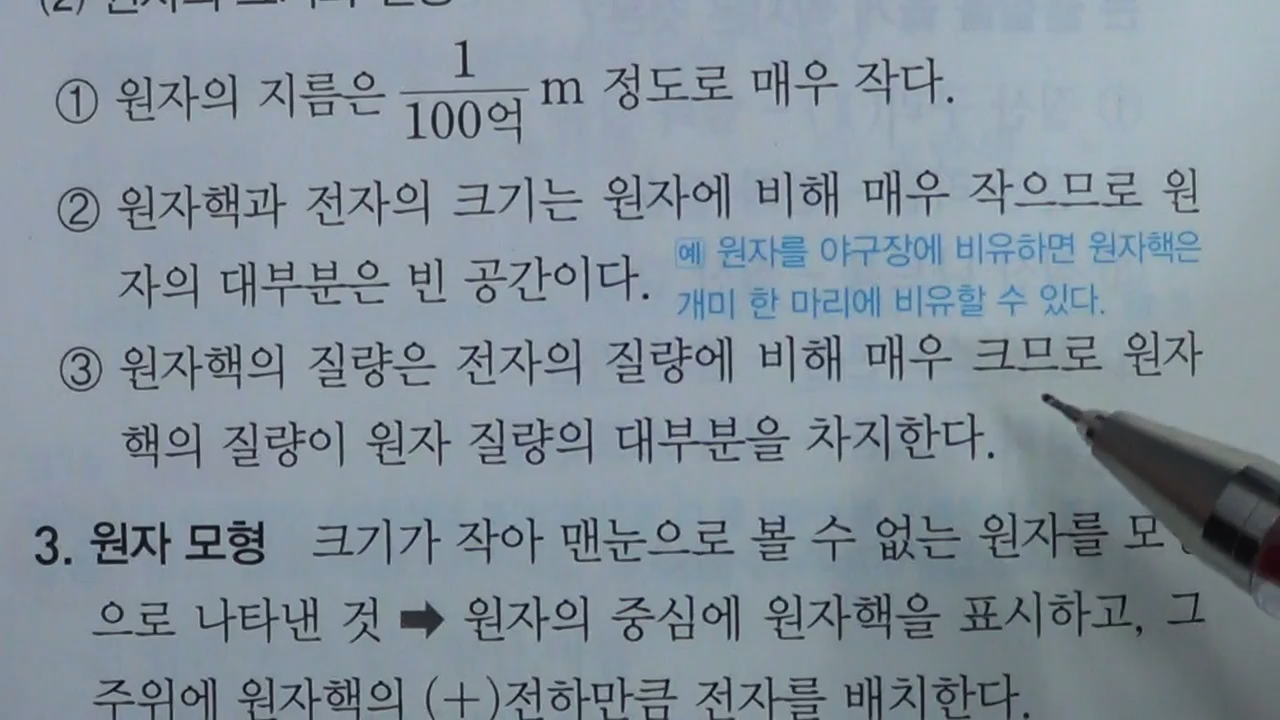 ① 원자의 지름은 1/100억 m 정도로 매우 작다.
② 원자핵과 전자의 크기는 원자에 비해 매우 작으므로 원
자의 대부분은 빈 공간이다. 예 원자를 야구장에 비유하면 원자핵은
개미 한 마리에 비유할 수 있다.
③ 원자핵의 질량은 전자의 질량에 비해 매우 크므로 원자
핵의 질량이 원자 질량의 대부분을 차지한다.
3. 원자 모형 크기가 작아 맨눈으로 볼 수 없는 원자를 모
으로 나타낸 것 ➡ 원자의 중심에 원자핵을 표시하고, 그
주위에 원자핵의 (+)전하만큼 전자를 배치한다.